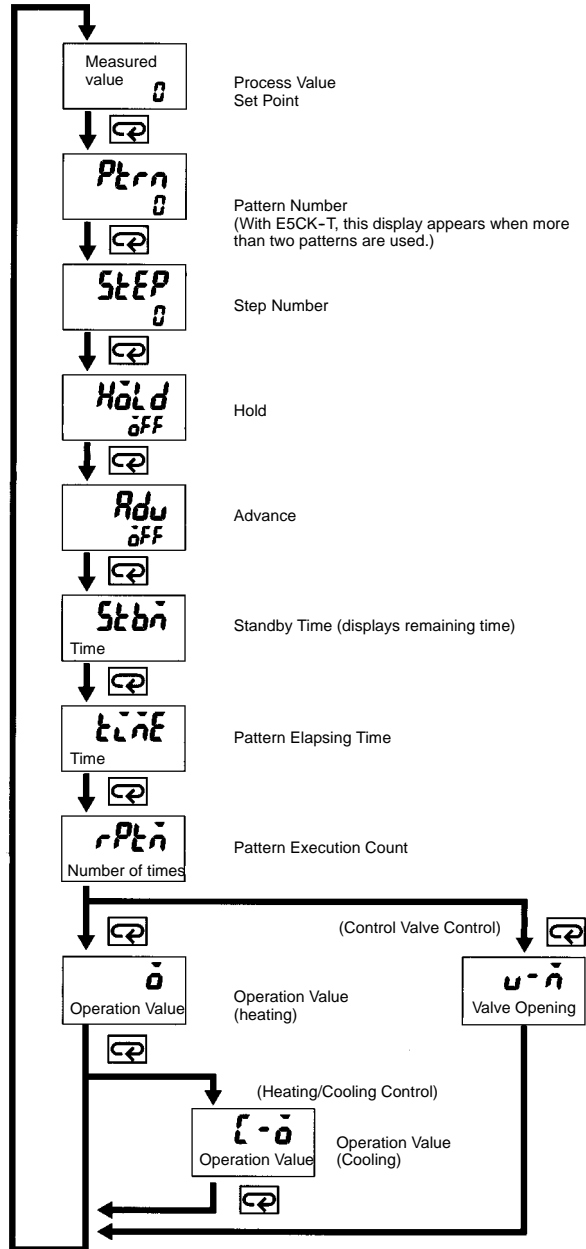 Measured
value
0
Process Value
Set Point
Ptrn
0
Pattern Number
(With E5CK-T, this display appears when more
than two patterns are used.)
StEP
0
Step Number
HoLd
oFF
Hold
Adv
oFF
Advance
Stbm
Time
Standby Time (displays remaining time)
timE
Time
Pattern Elapsing Time
rPtm
Number of times
Pattern Execution Count
(Control Valve Control)
o
Operation Value
Operation Value
(heating)
v-m
Valve Opening
(Heating/Cooling Control)
C-o
Operation Value
Operation Value
(Cooling)